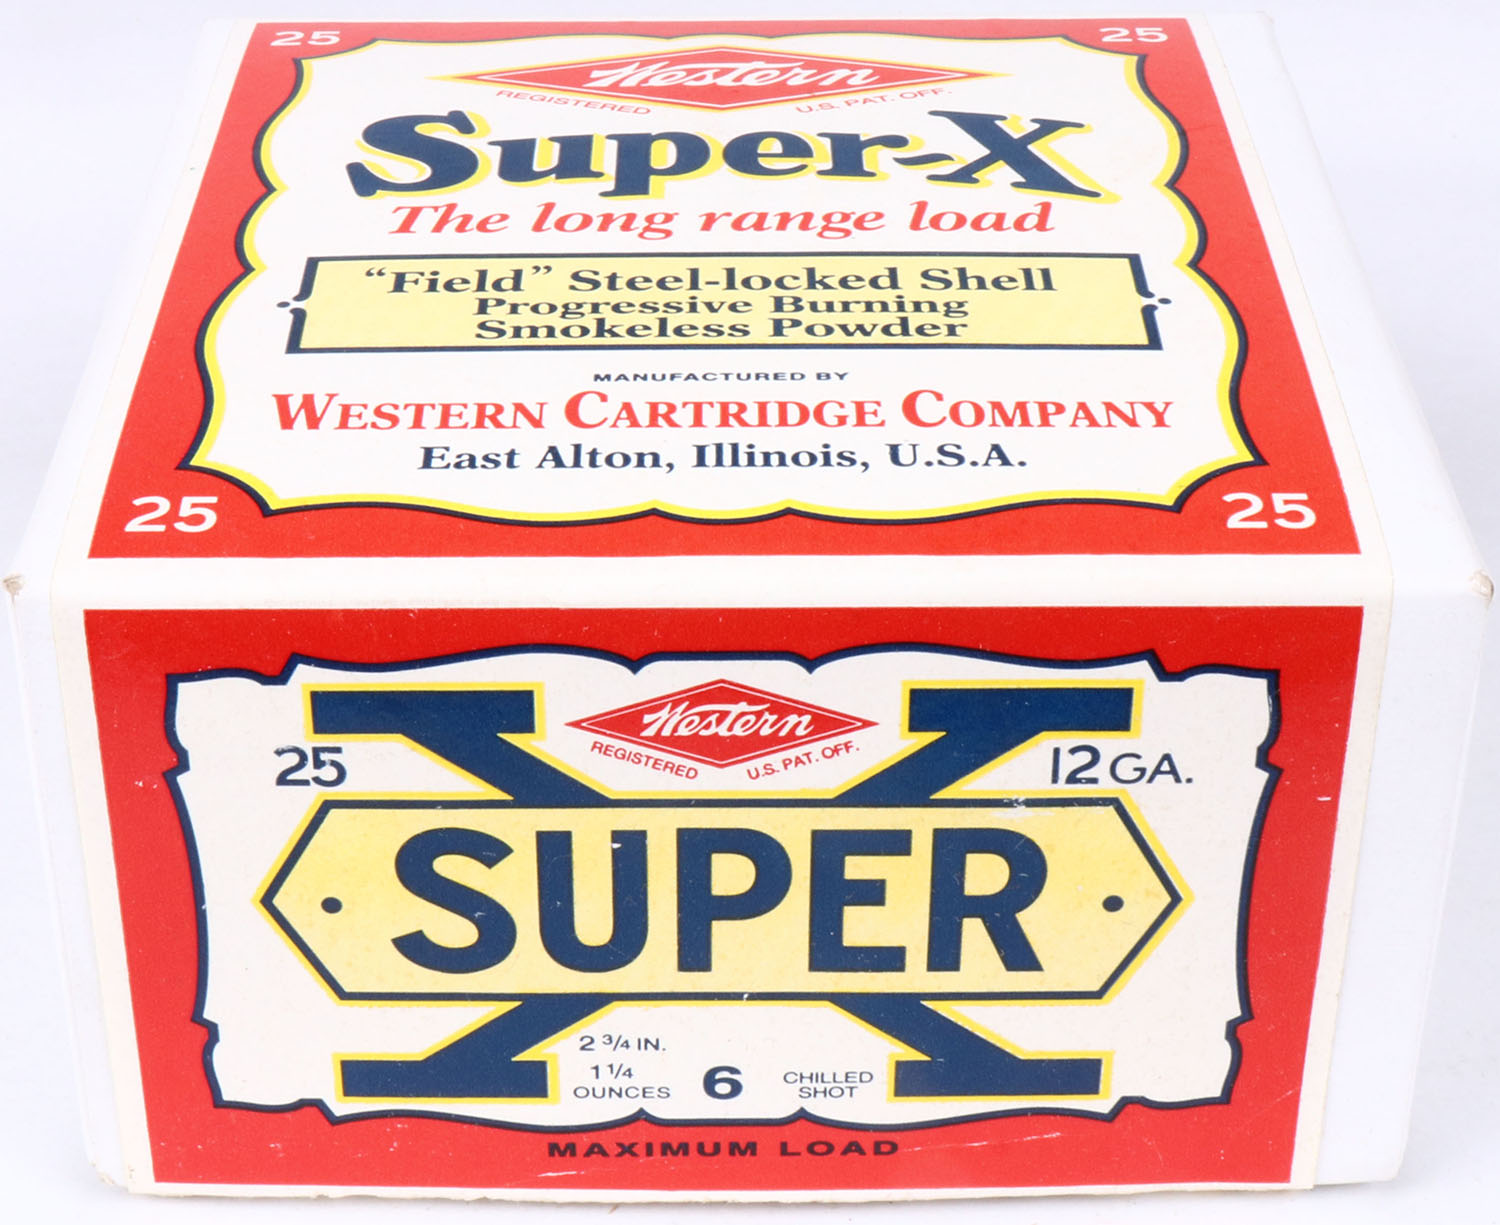 25 25
Western
REGISTERED U.S. PAT. OFF.
Super-X
The long range load
“Field” Steel-locked Shell
Progressive Burning
Smokeless Powder
MANUFACTURED BY
WESTERN CARTRIDGE COMPANY
East Alton, Illinois, U.S.A.
25 25
Western
REGISTERED U.S. PAT. OFF.
25 12 GA.
X
· SUPER ·
2 3/4 IN.
1 1/4
OUNCES
6
CHILLED
SHOT
MAXIMUM LOAD